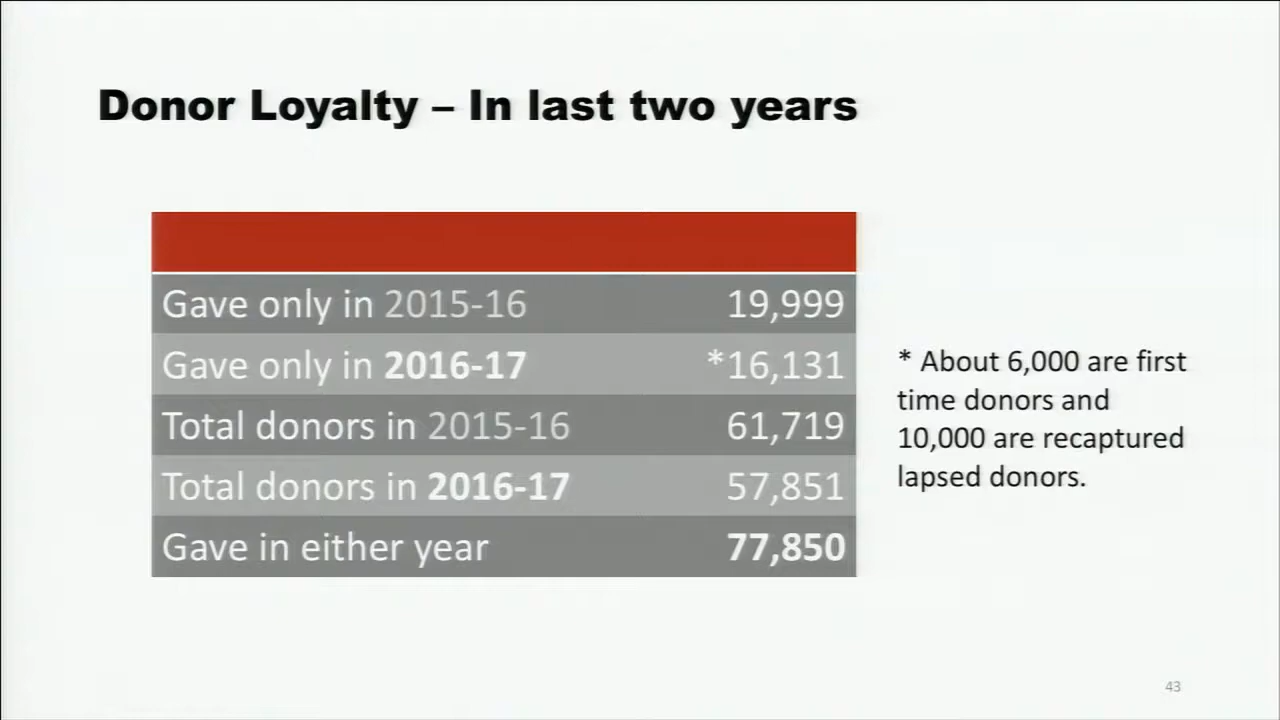 Donor Loyalty – In last two years
Gave only in 2015-16 19,999
Gave only in 2016-17 *16,131
Total donors in 2015-16 61,719
Total donors in 2016-17 57,851
Gave in either year 77,850
* About 6,000 are first
time donors and
10,000 are recaptured
lapsed donors.
43